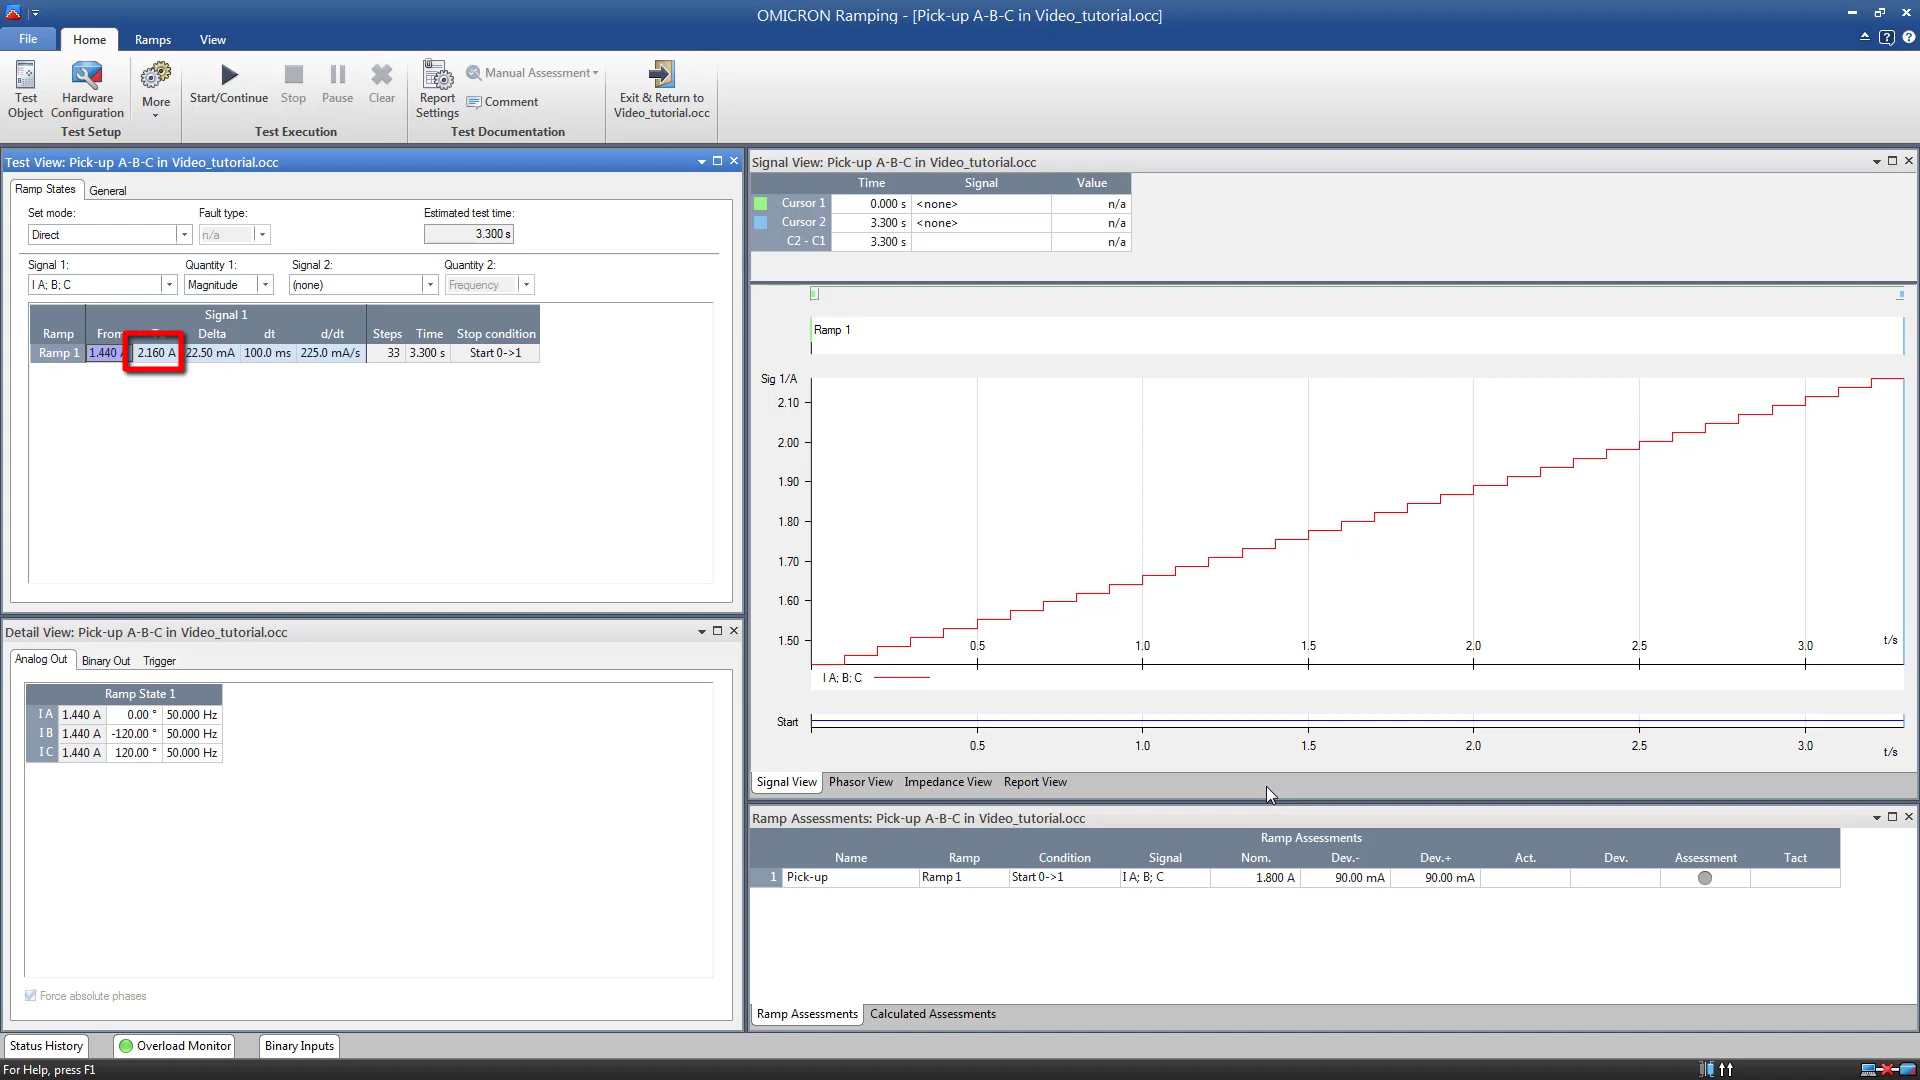 OMICRON Ramping - [Pick-up A-B-C in Video_tutorial.occ]
File Home Ramps View
Test Object
Hardware Configuration
More
Start/Continue
Stop
Pause
Clear
Report Settings
Manual Assessment
Comment
Exit & Return to Video_tutorial.occ
Test Setup
Test Execution
Test Documentation
Test View: Pick-up A-B-C in Video_tutorial.occ
Ramp States General
Set mode: Fault type: Estimated test time:
Direct n/a 3.300 s
Signal 1: Quantity 1: Signal 2: Quantity 2:
I A; B; C Magnitude (none) Frequency
Signal 1
Ramp From Delta dt d/dt Steps Time Stop condition
Ramp 1 1.440 2.160 A 22.50 mA 100.0 ms 225.0 mA/s 33 3.300 s Start 0->1
Detail View: Pick-up A-B-C in Video_tutorial.occ
Analog Out Binary Out Trigger
Ramp State 1
I A 1.440 A 0.00 ° 50.000 Hz
I B 1.440 A -120.00 ° 50.000 Hz
I C 1.440 A 120.00 ° 50.000 Hz
Force absolute phases
Signal View: Pick-up A-B-C in Video_tutorial.occ
Time Signal Value
Cursor 1 0.000 s <none> n/a
Cursor 2 3.300 s <none> n/a
C2 - C1 3.300 s n/a
Ramp 1
Sig 1/A
2.10
2.00
1.90
1.80
1.70
1.60
1.50
0.5 1.0 1.5 2.0 2.5 3.0 t/s
I A; B; C
Start
0.5 1.0 1.5 2.0 2.5 3.0 t/s
Signal View Phasor View Impedance View Report View
Ramp Assessments: Pick-up A-B-C in Video_tutorial.occ
Ramp Assessments
Name Ramp Condition Signal Nom. Dev.- Dev.+ Act. Dev. Assessment Tact
1 Pick-up Ramp 1 Start 0->1 I A; B; C 1.800 A 90.00 mA 90.00 mA
Ramp Assessments Calculated Assessments
Status History Overload Monitor Binary Inputs
For Help, press F1